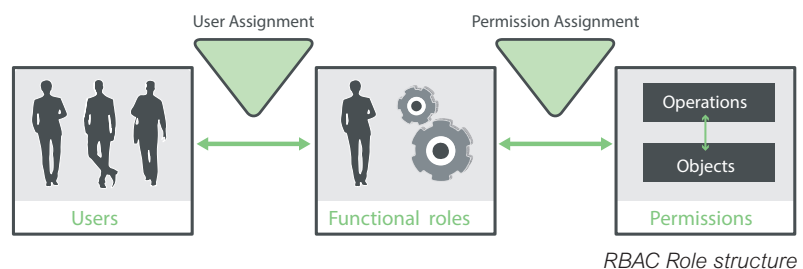 User Assignment
Permission Assignment
Operations
Objects
Users
Functional roles
Permissions
RBAC Role structure